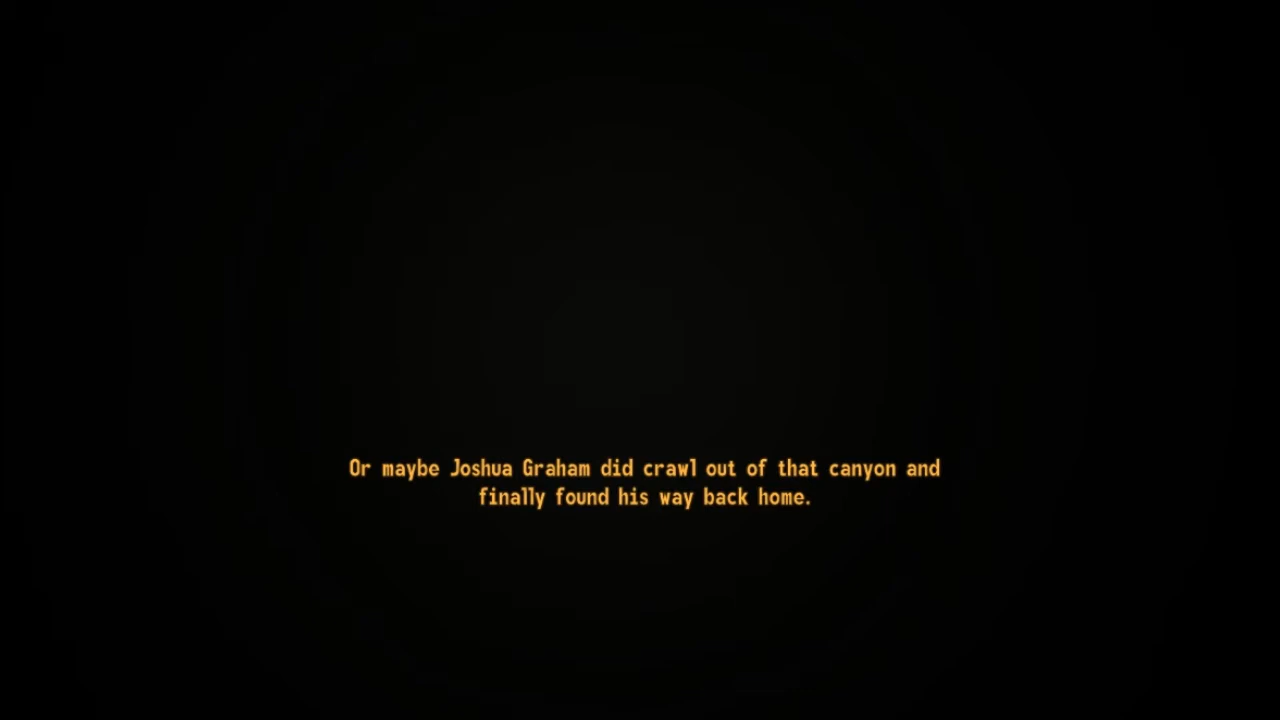 Or maybe Joshua Graham did crawl out of that canyon and
finally found his way back home.